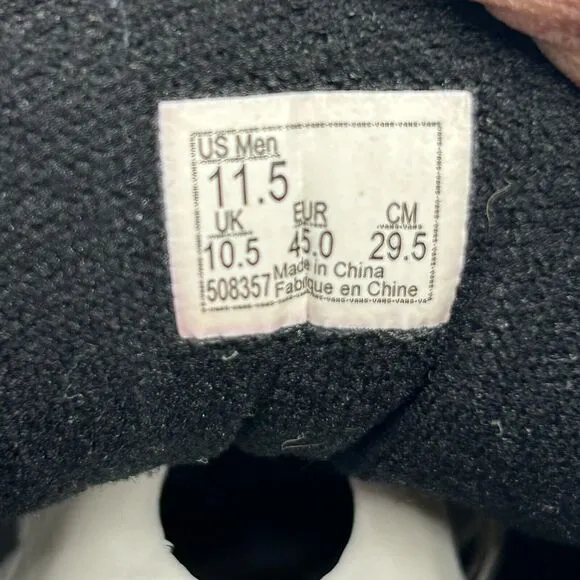 US Men
11.5
UK EUR CM
10.5 45.0 29.5
508357 Made in China
Fabrique en Chine